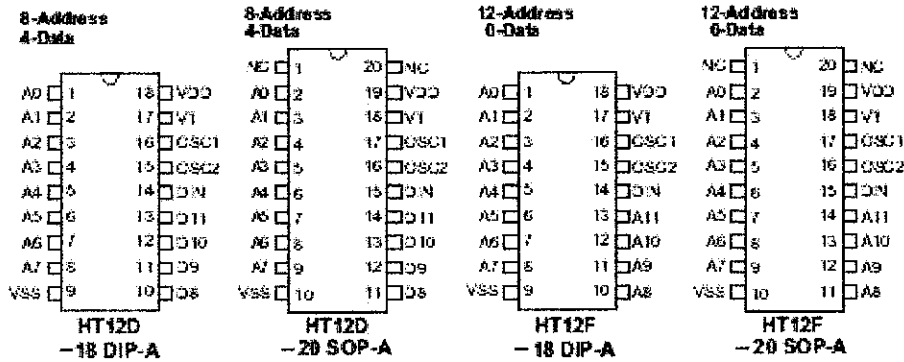 8-Address
4-Data
A0 1 18 VDD
A1 2 17 VT
A2 3 16 OSC1
A3 4 15 OSC2
A4 5 14 DIN
A5 6 13 D11
A6 7 12 D10
A7 8 11 D9
VSS 9 10 D8
HT12D
–18 DIP-A
8-Address
4-Data
NC 1 20 NC
A0 2 19 VDD
A1 3 18 VT
A2 4 17 OSC1
A3 5 16 OSC2
A4 6 15 DIN
A5 7 14 D11
A6 8 13 D10
A7 9 12 D9
VSS 10 11 D8
HT12D
–20 SOP-A
12-Address
0-Data
A0 1 18 VDD
A1 2 17 VT
A2 3 16 OSC1
A3 4 15 OSC2
A4 5 14 DIN
A5 6 13 A11
A6 7 12 A10
A7 8 11 A9
VSS 9 10 A8
HT12F
–18 DIP-A
12-Address
0-Data
NC 1 20 NC
A0 2 19 VDD
A1 3 18 VT
A2 4 17 OSC1
A3 5 16 OSC2
A4 6 15 DIN
A5 7 14 A11
A6 8 13 A10
A7 9 12 A9
VSS 10 11 A8
HT12F
–20 SOP-A